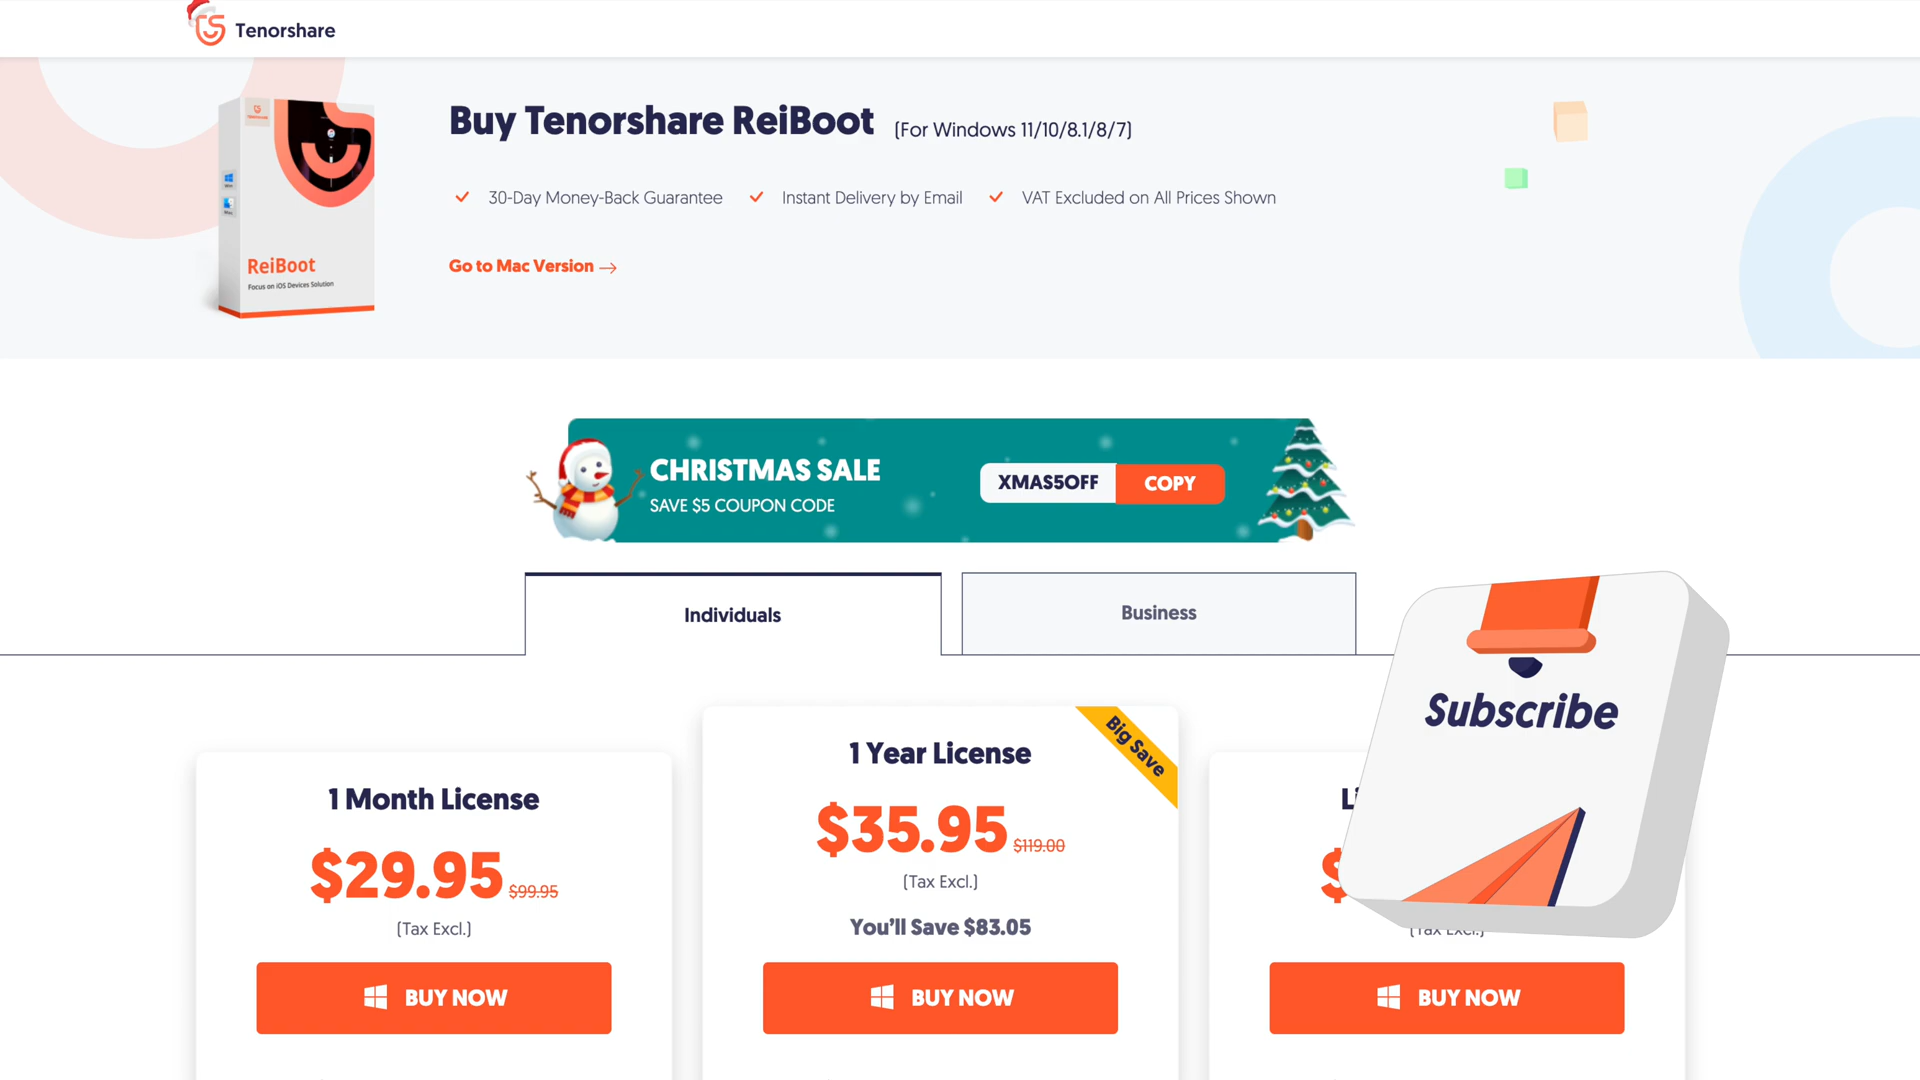 Tenorshare
Buy Tenorshare ReiBoot (For Windows 11/10/8.1/8/7)
30-Day Money-Back Guarantee
Instant Delivery by Email
VAT Excluded on All Prices Shown
Go to Mac Version
ReiBoot
Focus on iOS Devices Solution
CHRISTMAS SALE
SAVE $5 COUPON CODE
XMAS5OFF
COPY
Individuals
Business
1 Month License
$29.95 $99.95
(Tax Excl.)
BUY NOW
Big Save
1 Year License
$35.95 $119.00
(Tax Excl.)
You'll Save $83.05
BUY NOW
Subscribe
$
(Tax Excl.)
BUY NOW